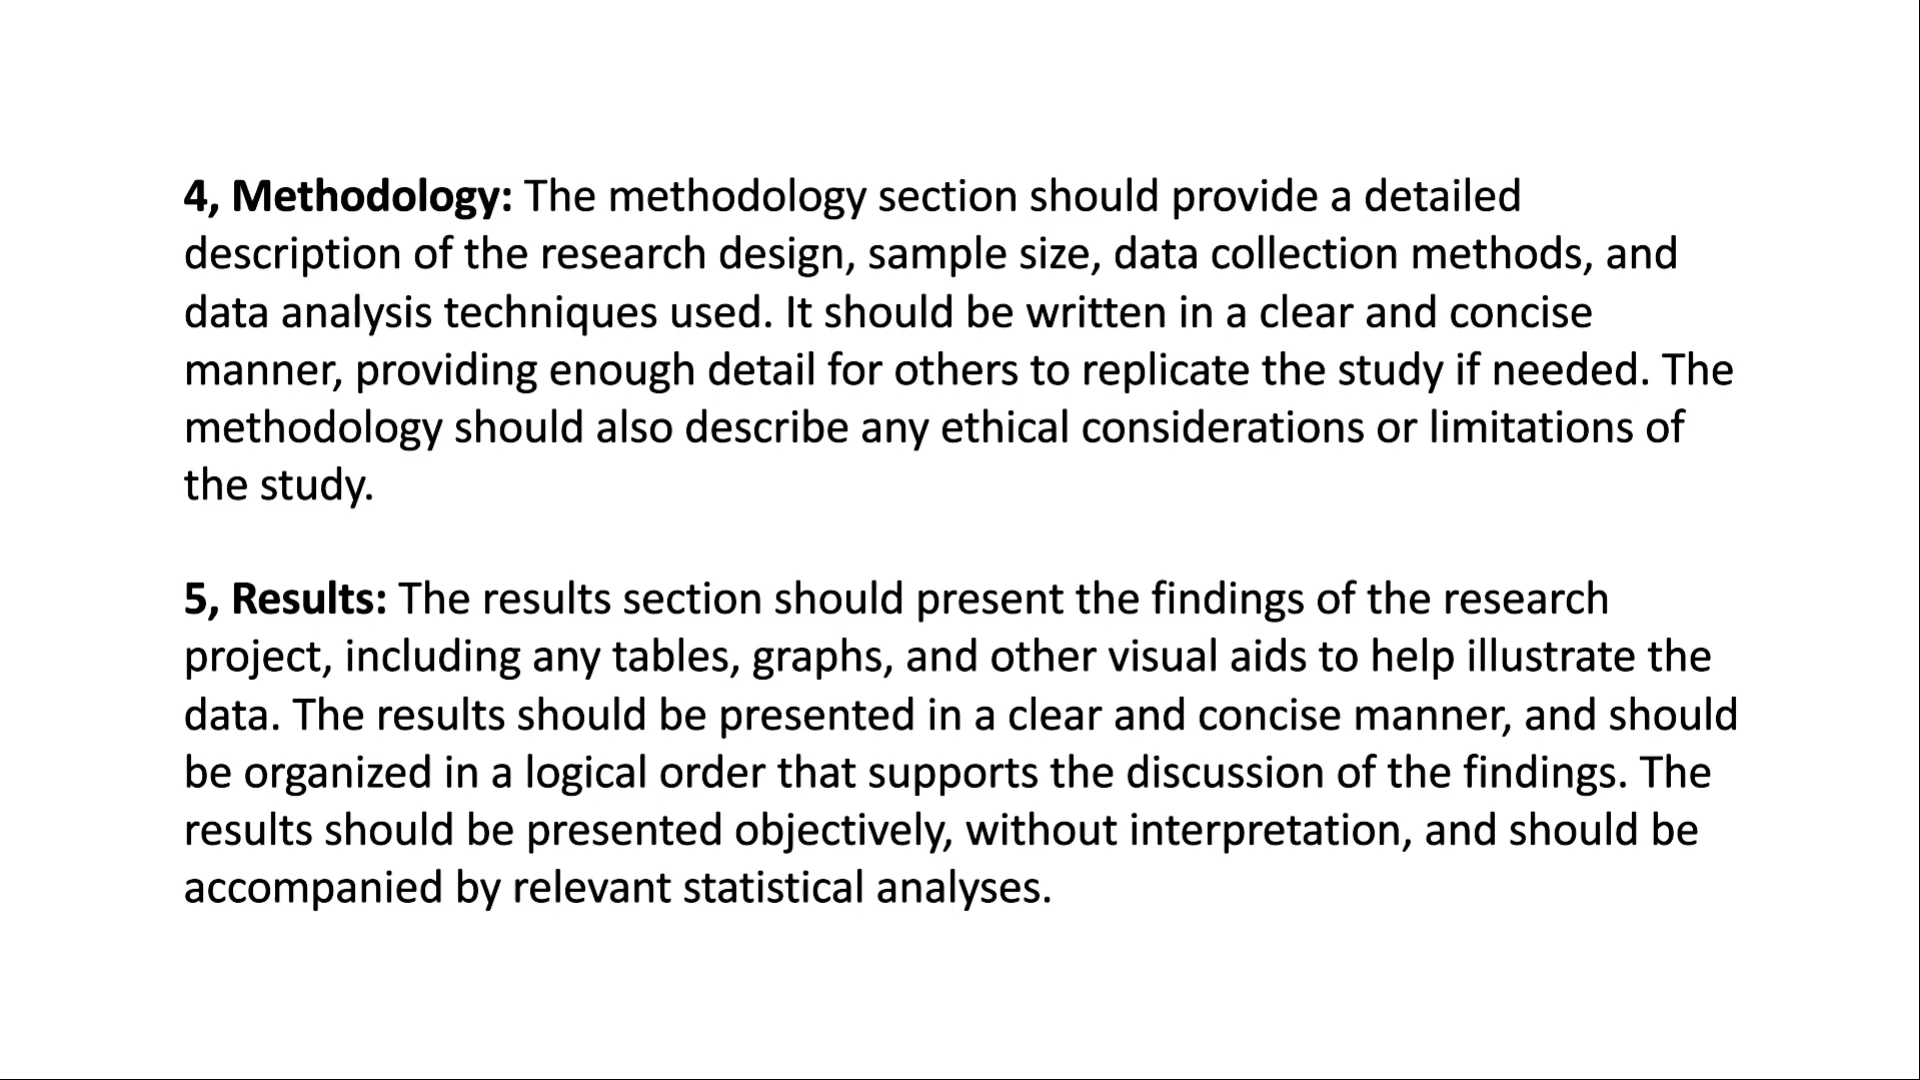 4, Methodology: The methodology section should provide a detailed
description of the research design, sample size, data collection methods, and
data analysis techniques used. It should be written in a clear and concise
manner, providing enough detail for others to replicate the study if needed. The
methodology should also describe any ethical considerations or limitations of
the study.
5, Results: The results section should present the findings of the research
project, including any tables, graphs, and other visual aids to help illustrate the
data. The results should be presented in a clear and concise manner, and should
be organized in a logical order that supports the discussion of the findings. The
results should be presented objectively, without interpretation, and should be
accompanied by relevant statistical analyses.